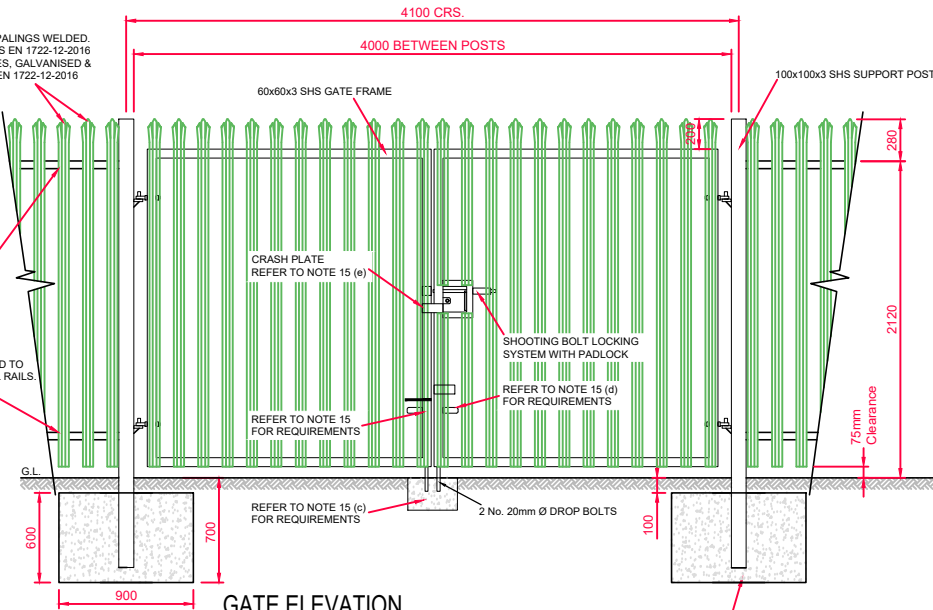 4100 CRS.
PALINGS WELDED.
S EN 1722-12-2016
ES, GALVANISED &
EN 1722-12-2016
4000 BETWEEN POSTS
60x60x3 SHS GATE FRAME
100x100x3 SHS SUPPORT POST
200
280
CRASH PLATE
REFER TO NOTE 15 (e)
2120
SHOOTING BOLT LOCKING
SYSTEM WITH PADLOCK
D TO
RAILS.
REFER TO NOTE 15 (d)
FOR REQUIREMENTS
REFER TO NOTE 15
FOR REQUIREMENTS
75mm
Clearance
G.L.
REFER TO NOTE 15 (c)
FOR REQUIREMENTS
2 No. 20mm Ø DROP BOLTS
600
700
100
900
GATE ELEVATION